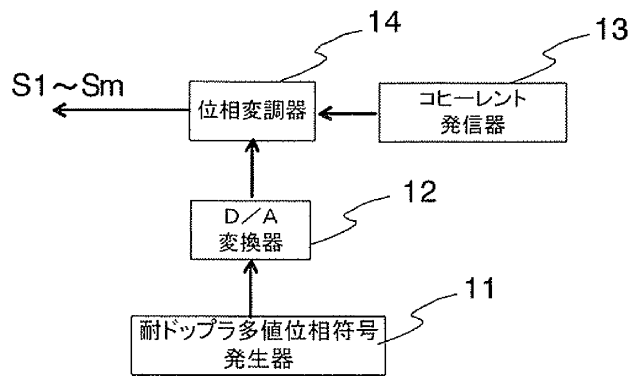 14
13
S1～Sm
位相変調器
コヒーレント
発信器
12
D／A
変換器
11
耐ドップラ多値位相符号
発生器